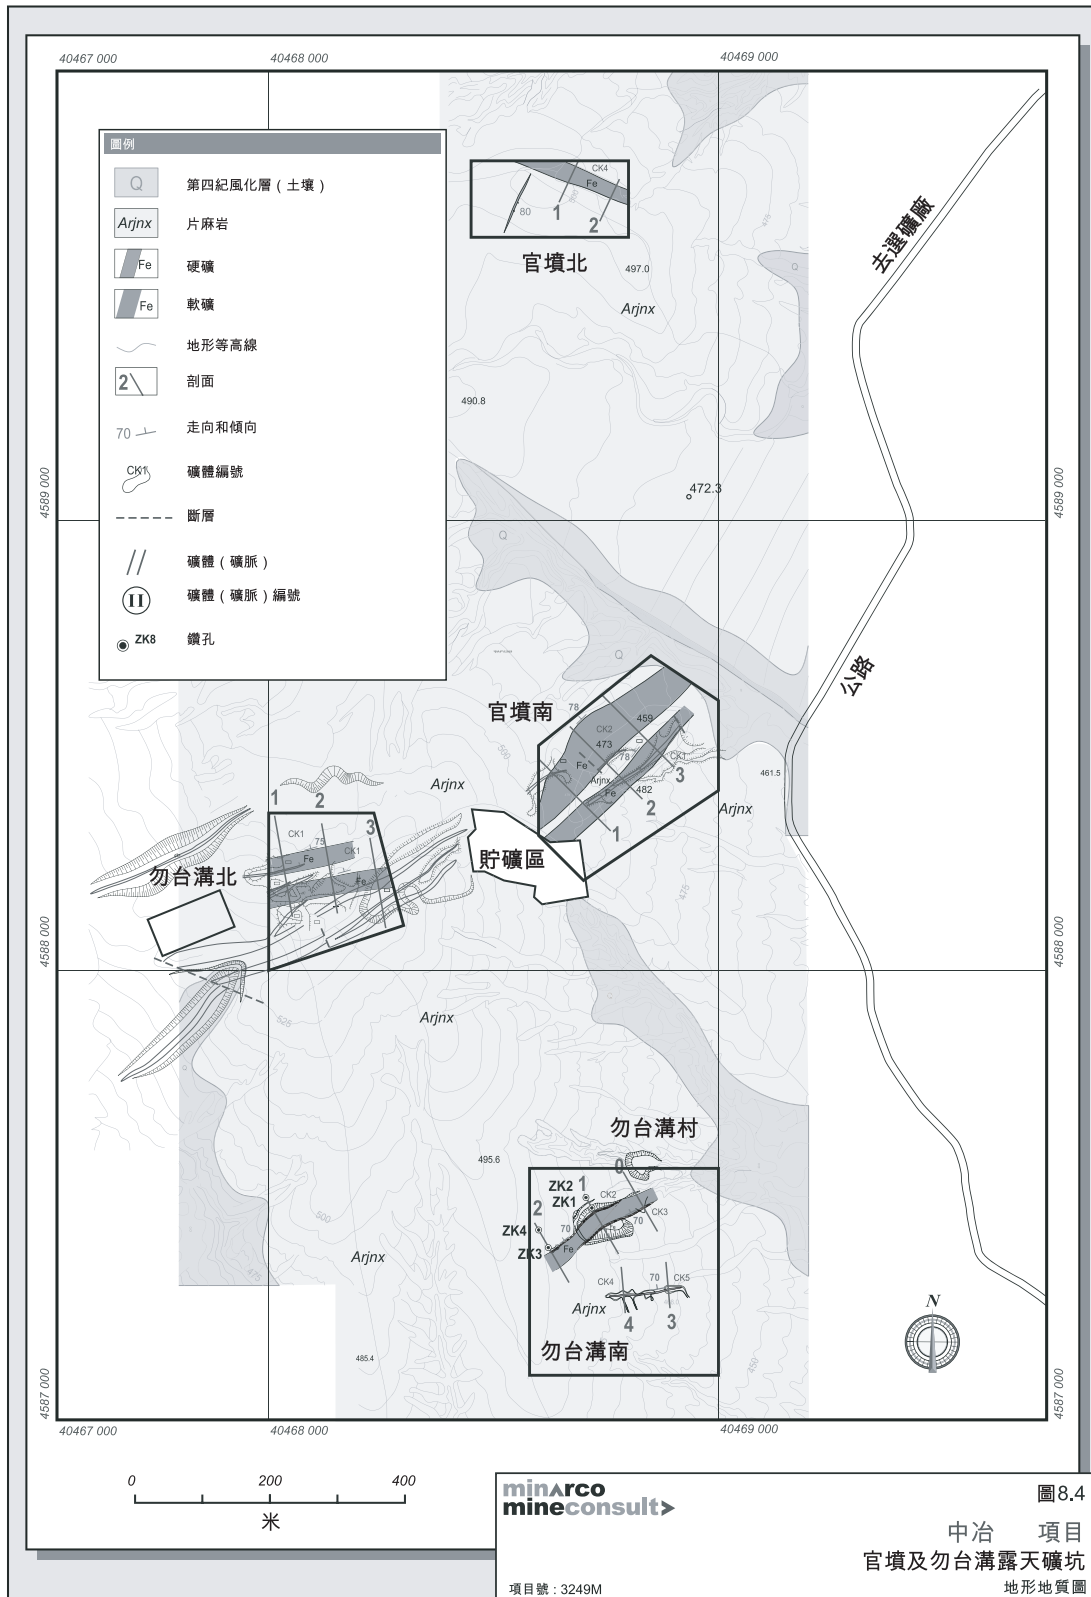 40467 000
40468 000
40469 000
圖例
Q
第四紀風化層（土壤）
Arjnx
片麻岩
Fe
硬礦
Fe
軟礦
地形等高線
2
剖面
70
走向和傾向
CK1
礦體編號
斷層
礦體（礦脈）
II
礦體（礦脈）編號
ZK8
鑽孔
CK4
Fe
500
80
1
2
官墳北
497.0
Arjnx
475
Q
去選礦廠
490.8
472.3
4589 000
4589 000
Q
Q
公路
官墳南
78
CK2
459
473
78
Fe
CK1
Arjnx
3
Fe
482
2
1
500
461.5
Arjnx
Arjnx
475
貯礦區
1
2
3
CK1
75
CK1
Fe
Fe
勿台溝北
4588 000
4588 000
525
Arjnx
勿台溝村
495.6
0
ZK2
1
ZK1
CK2
2
CK3
70
70
ZK4
ZK3
Fe
500
475
Arjnx
CK4
70
CK5
Arjnx
4
3
勿台溝南
485.4
450
N
4587 000
4587 000
40467 000
40468 000
40469 000
0
200
400
米
minarco
mineconsult
圖8.4
中冶 項目
官墳及勿台溝露天礦坑
地形地質圖
項目號 : 3249M